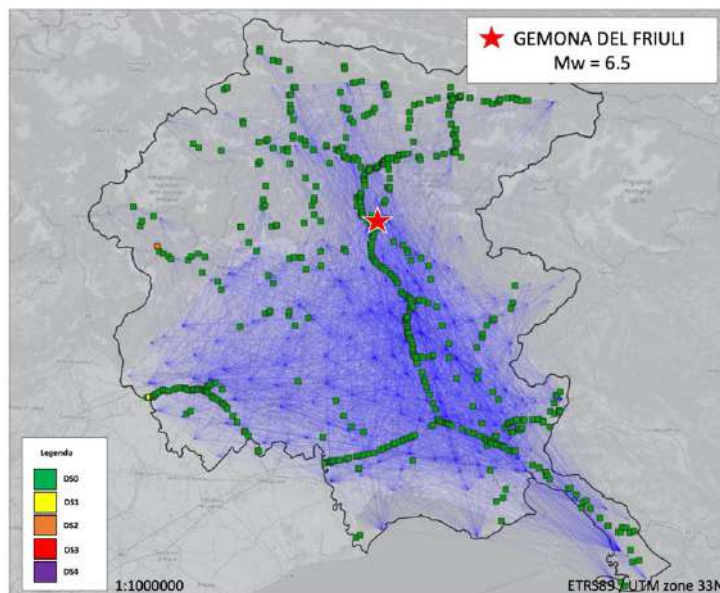 GEMONA DEL FRIULI
Mw = 6.5
Legenda
DS0
DS1
DS2
DS3
DS4
1:1000000
ETRS89 / UTM zone 33N